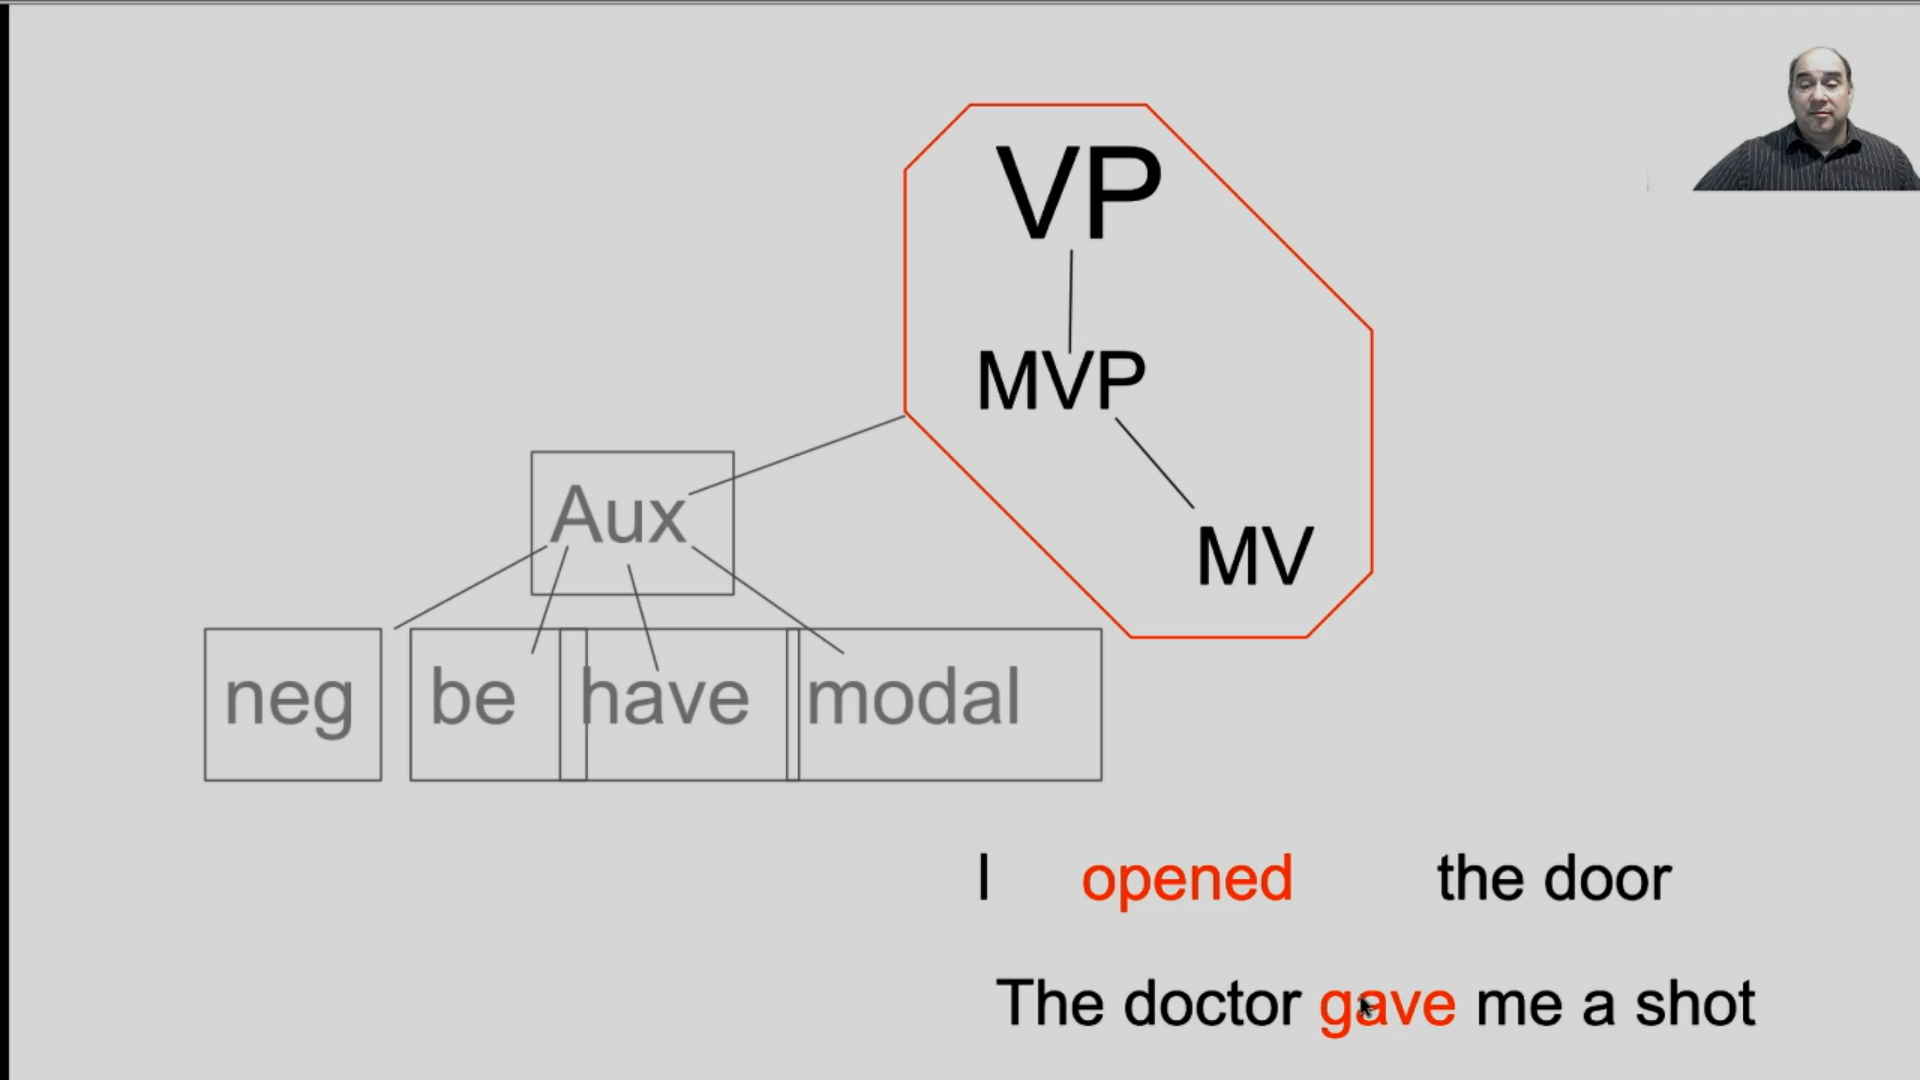 VP
MVP
Aux
MV
neg be have modal
I opened the door
The doctor gave me a shot